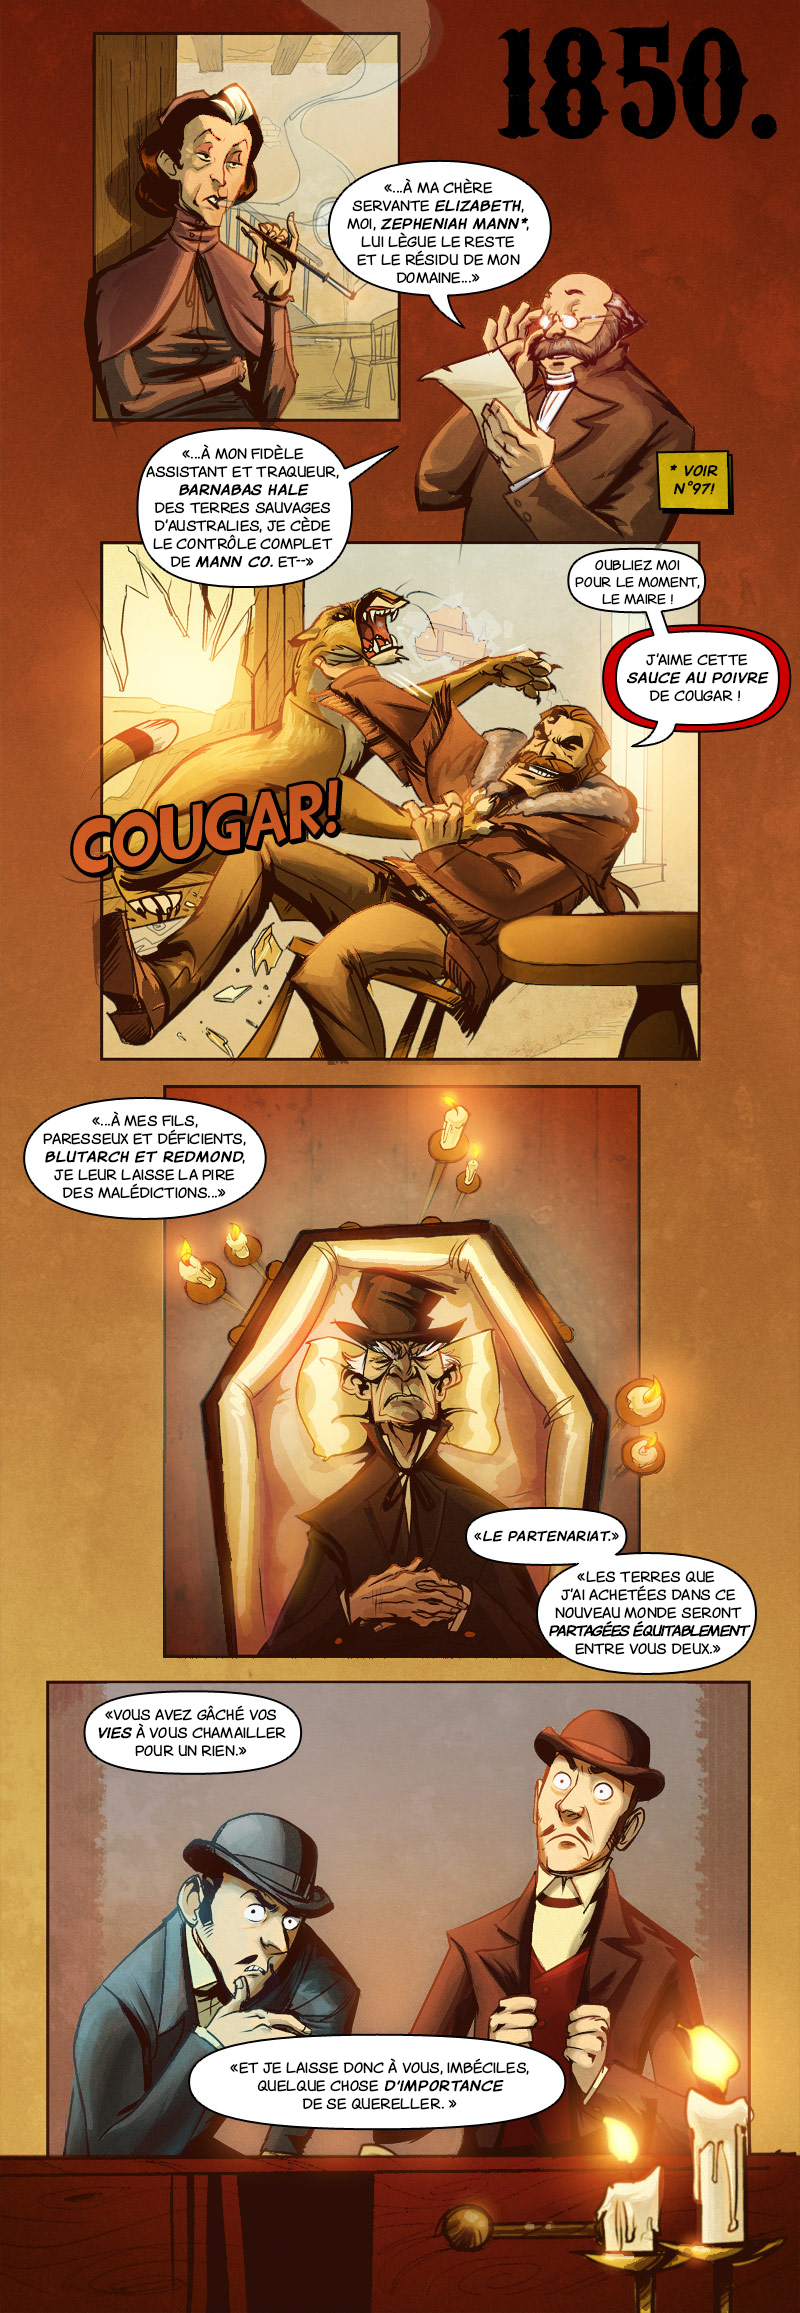 1850.
«...À MA CHÈRE
SERVANTE ELIZABETH,
MOI, ZEPHENIAH MANN*,
LUI LÈGUE LE RESTE
ET LE RÉSIDU DE MON
DOMAINE...»
* VOIR
N°97!
«...À MON FIDÈLE
ASSISTANT ET TRAQUEUR,
BARNABAS HALE
DES TERRES SAUVAGES
D'AUSTRALIES, JE CÈDE
LE CONTRÔLE COMPLET
DE MANN CO. ET--»
OUBLIEZ MOI
POUR LE MOMENT,
LE MAIRE !
J'AIME CETTE
SAUCE AU POIVRE
DE COUGAR !
COUGAR!
«...À MES FILS,
PARESSEUX ET DÉFICIENTS,
BLUTARCH ET REDMOND,
JE LEUR LAISSE LA PIRE
DES MALÉDICTIONS...»
«LE PARTENARIAT.»
«LES TERRES QUE
J'AI ACHETÉES DANS CE
NOUVEAU MONDE SERONT
PARTAGÉES ÉQUITABLEMENT
ENTRE VOUS DEUX.»
«VOUS AVEZ GÂCHÉ VOS
VIES À VOUS CHAMAILLER
POUR UN RIEN.»
«ET JE LAISSE DONC À VOUS, IMBÉCILES,
QUELQUE CHOSE D'IMPORTANCE
DE SE QUERELLER. »